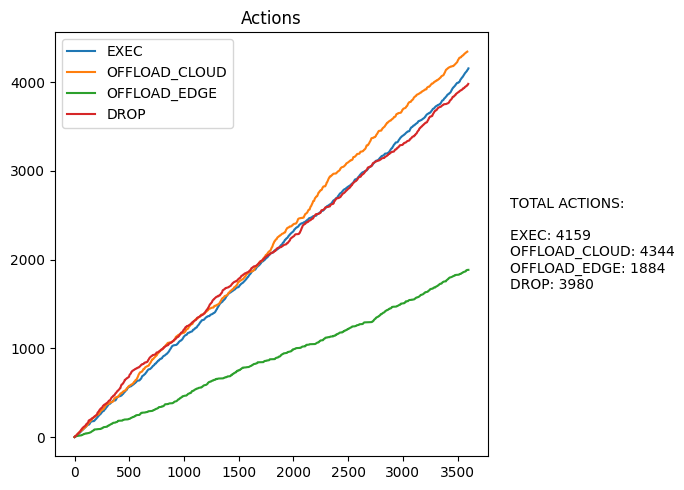 Actions
EXEC
OFFLOAD_CLOUD
OFFLOAD_EDGE
DROP
4000
3000
2000
1000
0
0 500 1000 1500 2000 2500 3000 3500
TOTAL ACTIONS:
EXEC: 4159
OFFLOAD_CLOUD: 4344
OFFLOAD_EDGE: 1884
DROP: 3980